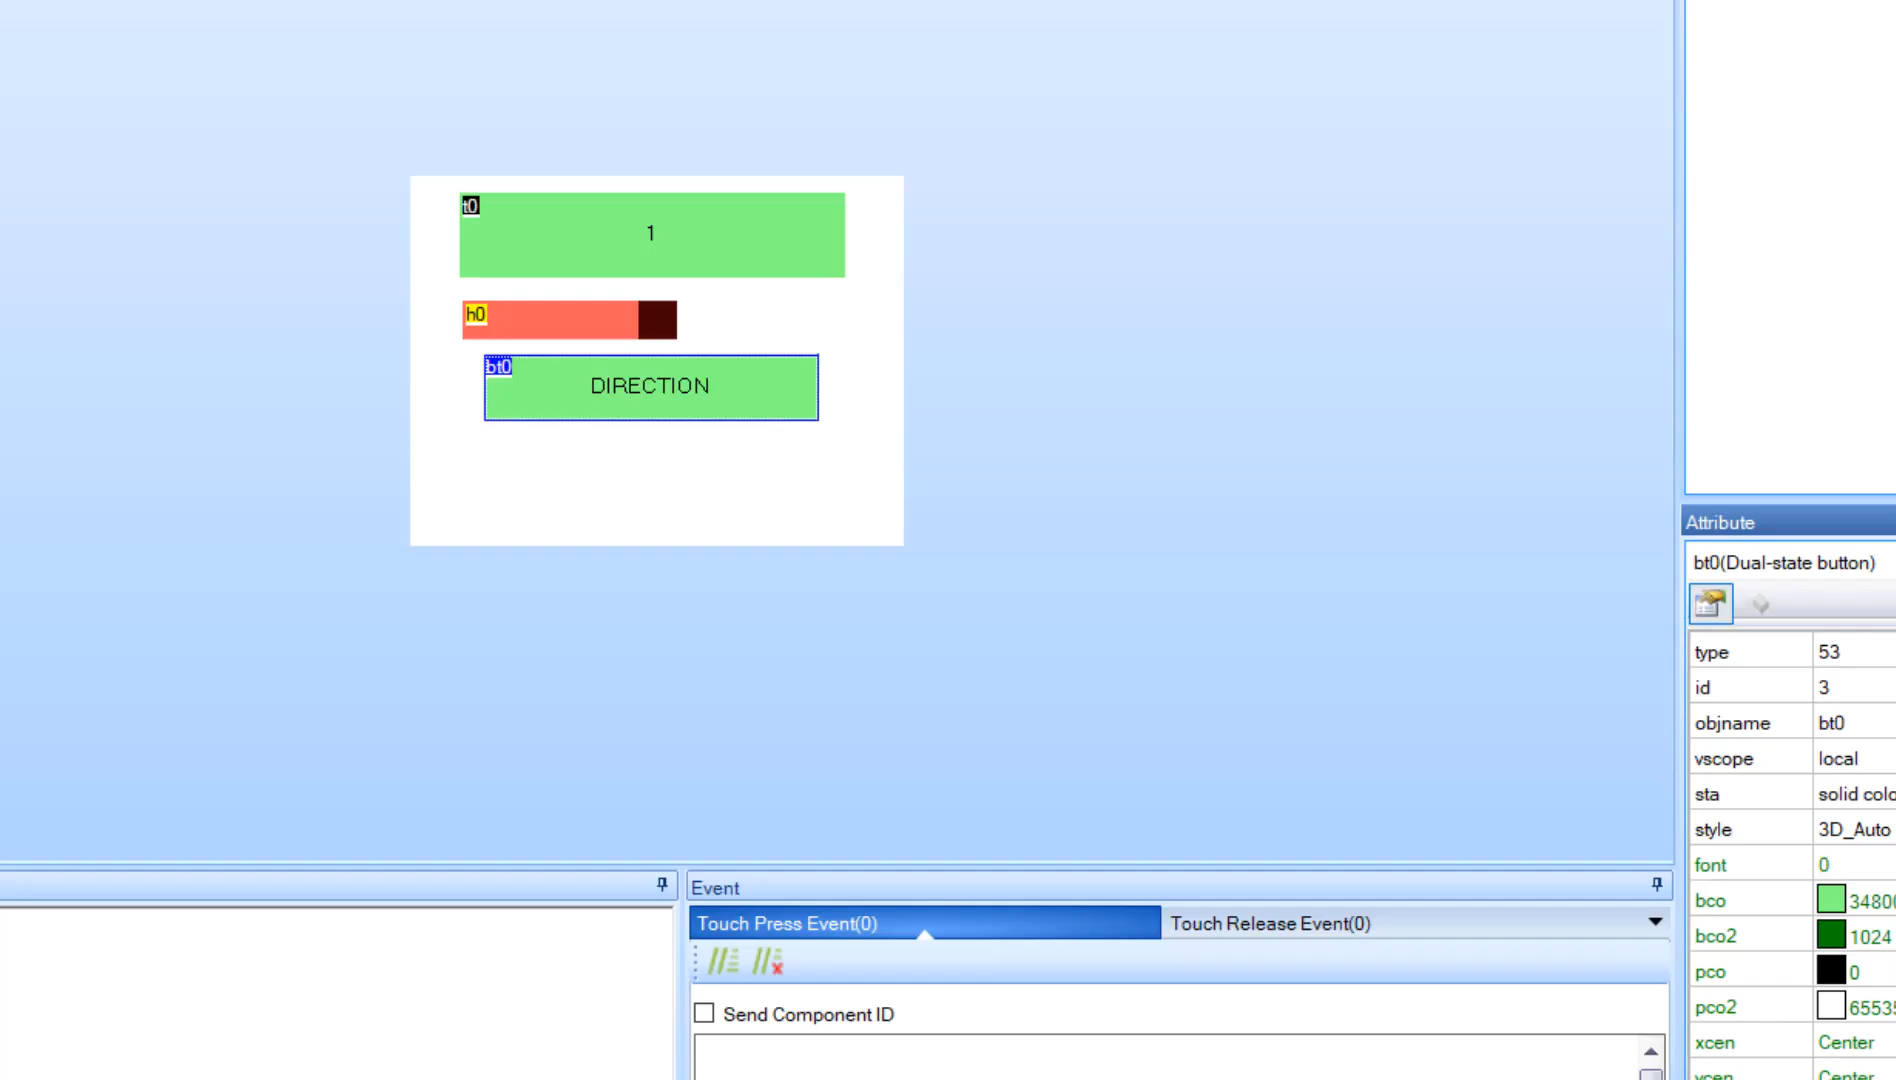 t0
1
h0
bt0
DIRECTION
Attribute
bt0(Dual-state button)
type 53
id 3
objname bt0
vscope local
sta solid
style 3D_Auto
font 0
bco
bco2 1024
pco 0
pco2
xcen Center
Event
Touch Press Event(0) Touch Release Event(0)
Send Component ID